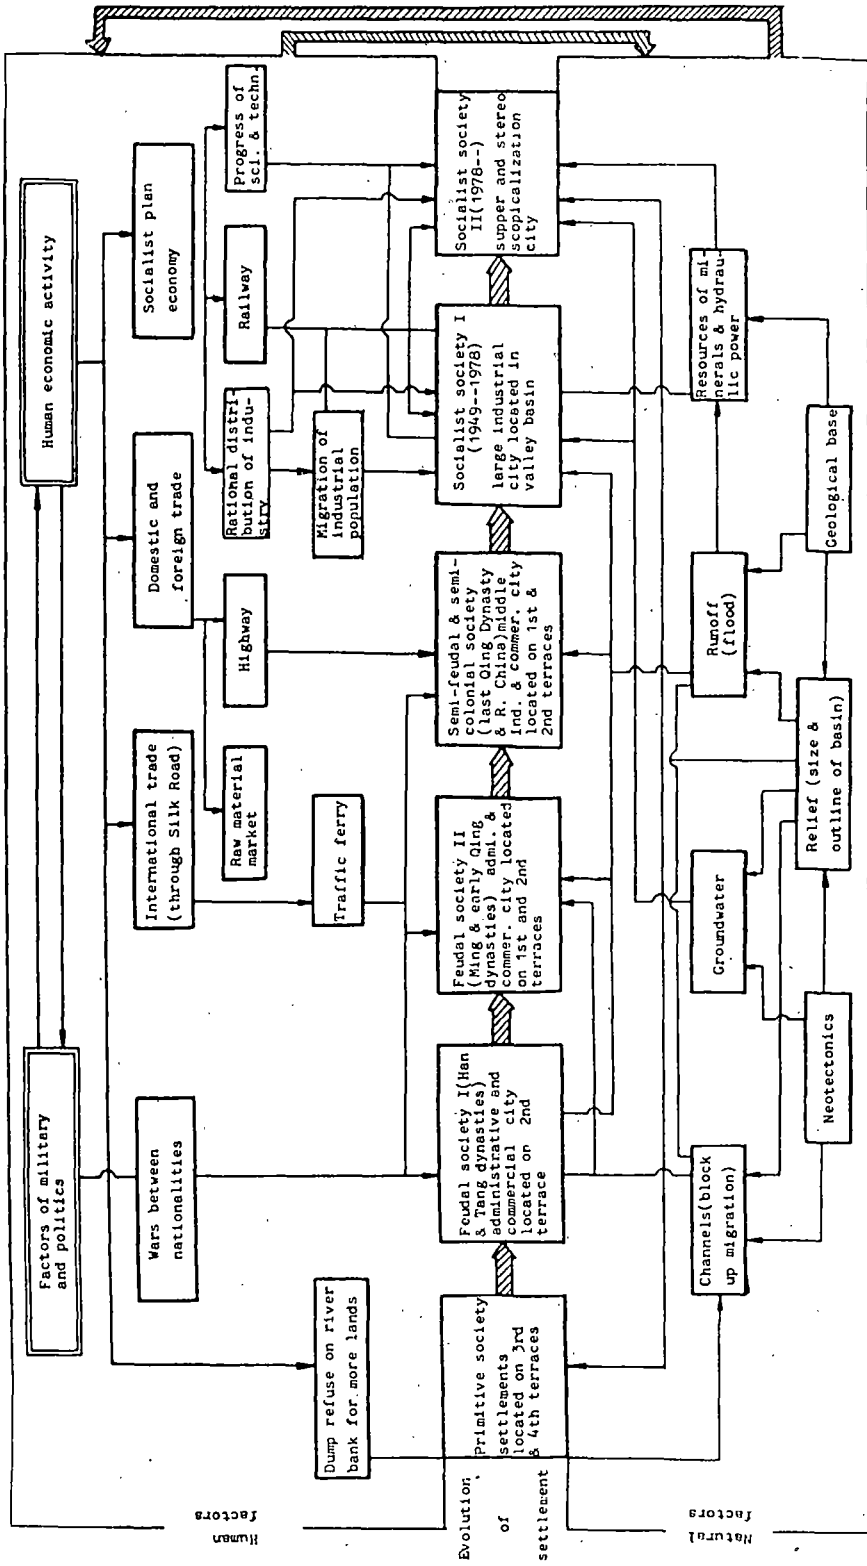 Human
factors
Factors of military
and politics
Human economic activity
Wars between
nationalities
International trade
(through Silk Road)
Domestic and
foreign trade
Socialist plan
economy
Raw material
market
Highway
Rational distri-
bution of indu-
stry
Railway
Progress of
sci. & techn.
Dump refuse on river
bank for more lands
Traffic ferry
Migration of
industrial
population
Evolution
of
settlement
Primitive society
settlements
located on 3rd
& 4th terraces
Feudal society I(Han
& Tang dynasties)
administrative and
commercial city
located on 2nd
terrace
Feudal society II
(Ming & early Qing
dynasties) admi. &
commer. city located
on 1st and 2nd
terraces
Semi-feudal & semi-
colonial society
(last Qing Dynasty
& R. China)middle
Ind. & commer. city
located on 1st &
2nd terraces
Socialist society I
(1949--1978)
large industrial
city located in
valley basin
Socialist society
II(1978--)
supper and stereo
scopicalization
city
Natural
factors
Channels(block
up migration)
Groundwater
Runoff
(flood)
Resources of mi-
nerals & hydrau-
lic power
Neotectonics
Relief (size &
outline of basin)
Geological base